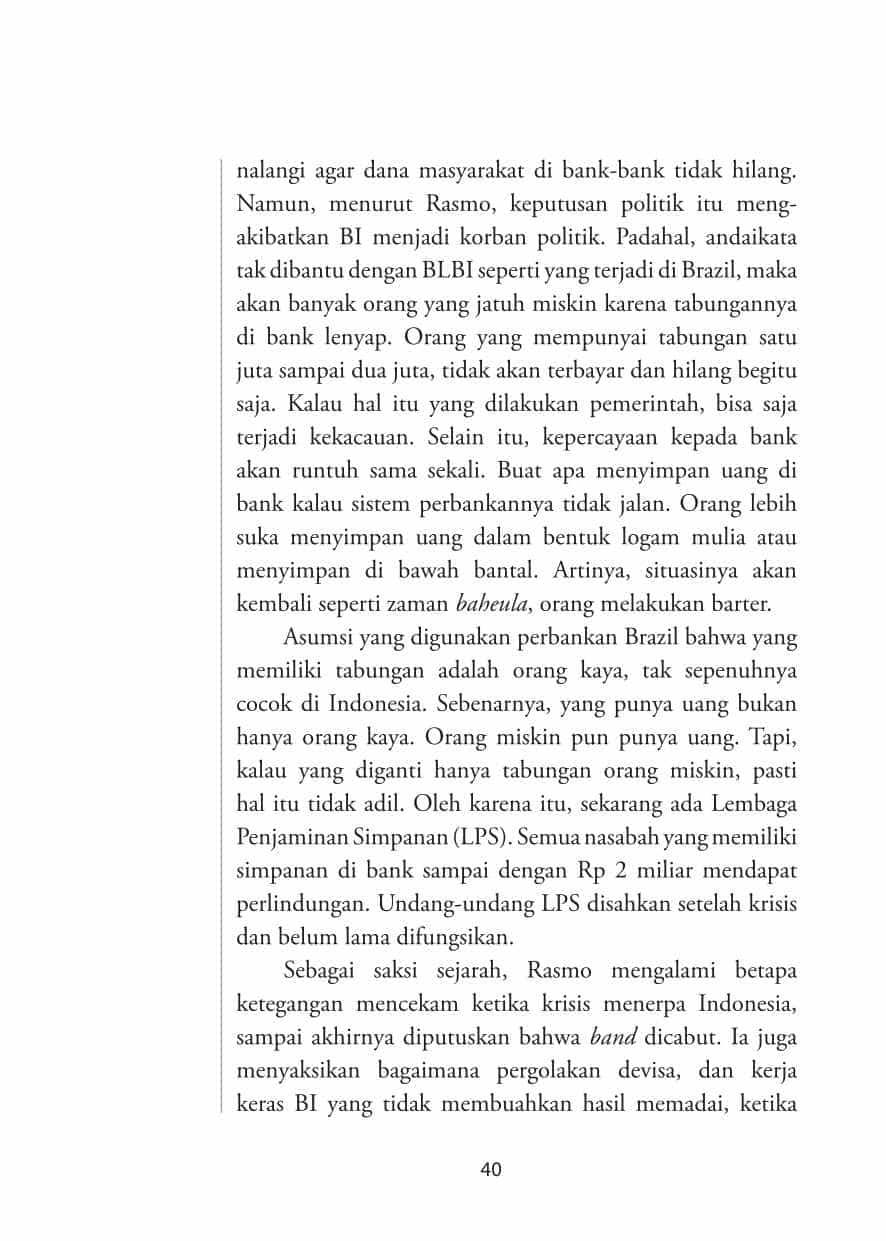 nalangi agar dana masyarakat di bank-bank tidak hilang.
Namun, menurut Rasmo, keputusan politik itu meng-
akibatkan BI menjadi korban politik. Padahal, andaikata
tak dibantu dengan BLBI seperti yang terjadi di Brazil, maka
akan banyak orang yang jatuh miskin karena tabungannya
di bank lenyap. Orang yang mempunyai tabungan satu
juta sampai dua juta, tidak akan terbayar dan hilang begitu
saja. Kalau hal itu yang dilakukan pemerintah, bisa saja
terjadi kekacauan. Selain itu, kepercayaan kepada bank
akan runtuh sama sekali. Buat apa menyimpan uang di
bank kalau sistem perbankannya tidak jalan. Orang lebih
suka menyimpan uang dalam bentuk logam mulia atau
menyimpan di bawah bantal. Artinya, situasinya akan
kembali seperti zaman baheula, orang melakukan barter.
Asumsi yang digunakan perbankan Brazil bahwa yang
memiliki tabungan adalah orang kaya, tak sepenuhnya
cocok di Indonesia. Sebenarnya, yang punya uang bukan
hanya orang kaya. Orang miskin pun punya uang. Tapi,
kalau yang diganti hanya tabungan orang miskin, pasti
hal itu tidak adil. Oleh karena itu, sekarang ada Lembaga
Penjaminan Simpanan (LPS). Semua nasabah yang memiliki
simpanan di bank sampai dengan Rp 2 miliar mendapat
perlindungan. Undang-undang LPS disahkan setelah krisis
dan belum lama difungsikan.
Sebagai saksi sejarah, Rasmo mengalami betapa
ketegangan mencekam ketika krisis menerpa Indonesia,
sampai akhirnya diputuskan bahwa band dicabut. Ia juga
menyaksikan bagaimana pergolakan devisa, dan kerja
keras BI yang tidak membuahkan hasil memadai, ketika
40